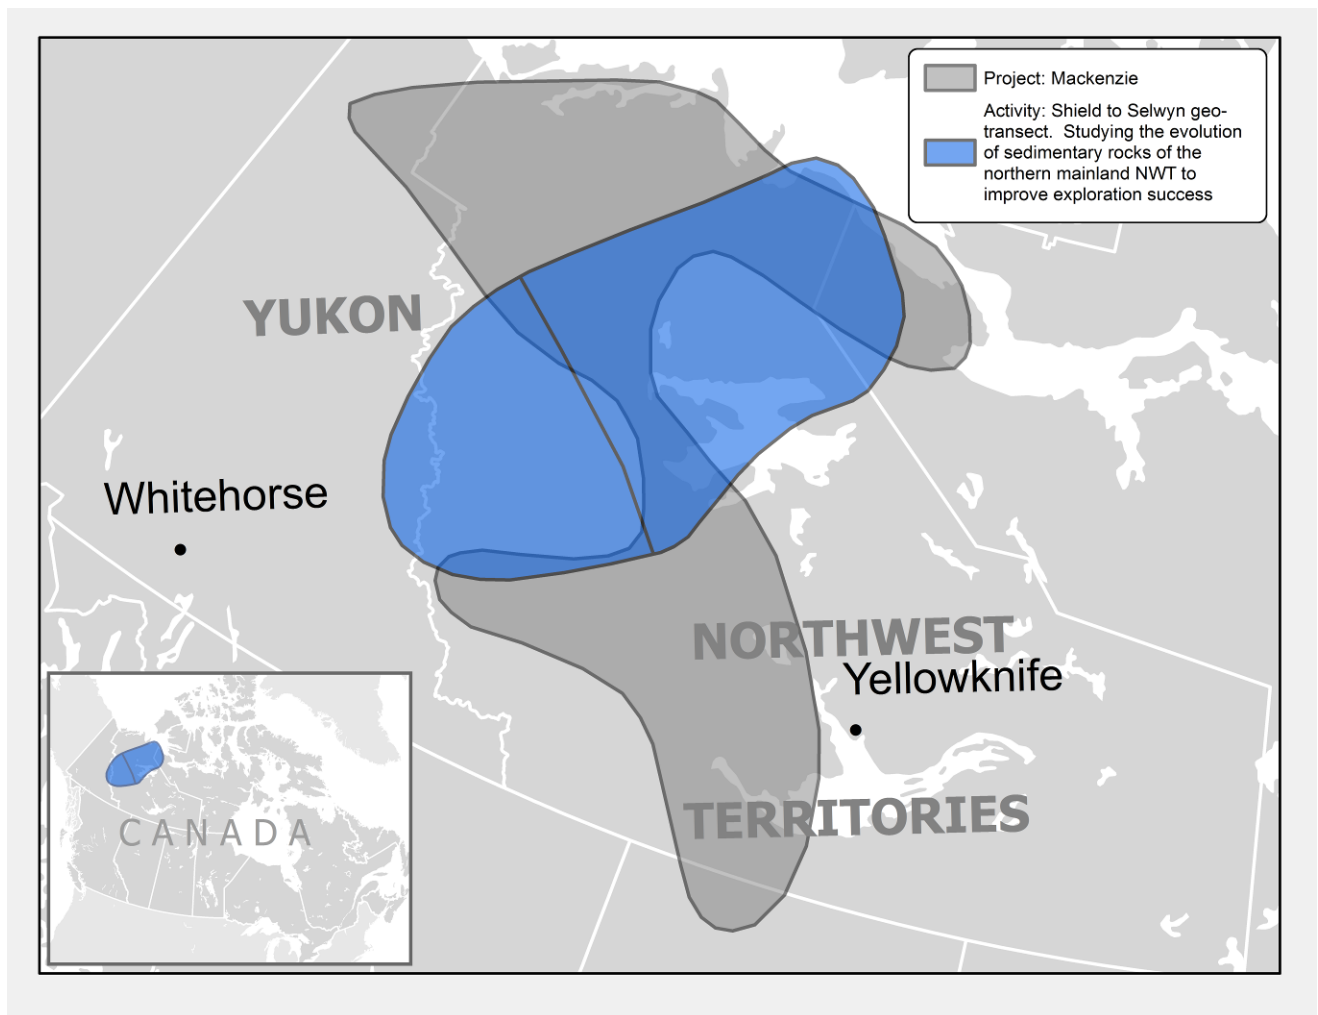 Project: Mackenzie
Activity: Shield to Selwyn geo-
transect.  Studying the evolution
of sedimentary rocks of the
northern mainland NWT to
improve exploration success
YUKON
Whitehorse
NORTHWEST
Yellowknife
TERRITORIES
CANADA